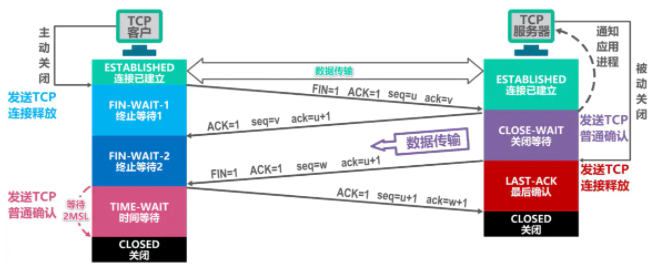 TCP
客户
TCP
服务器
主动关闭
通知
应用
进程
被动关闭
ESTABLISHED
连接已建立
数据传输
ESTABLISHED
连接已建立
FIN=1 ACK=1 seq=u ack=v
发送TCP
连接释放
FIN-WAIT-1
终止等待1
ACK=1 seq=v ack=u+1
CLOSE-WAIT
关闭等待
发送TCP
普通确认
数据传输
FIN-WAIT-2
终止等待2
FIN=1 ACK=1 seq=w ack=u+1
发送TCP
连接释放
LAST-ACK
最后确认
发送TCP
普通确认
等待
2MSL
TIME-WAIT
时间等待
ACK=1 seq=u+1 ack=w+1
CLOSED
关闭
CLOSED
关闭